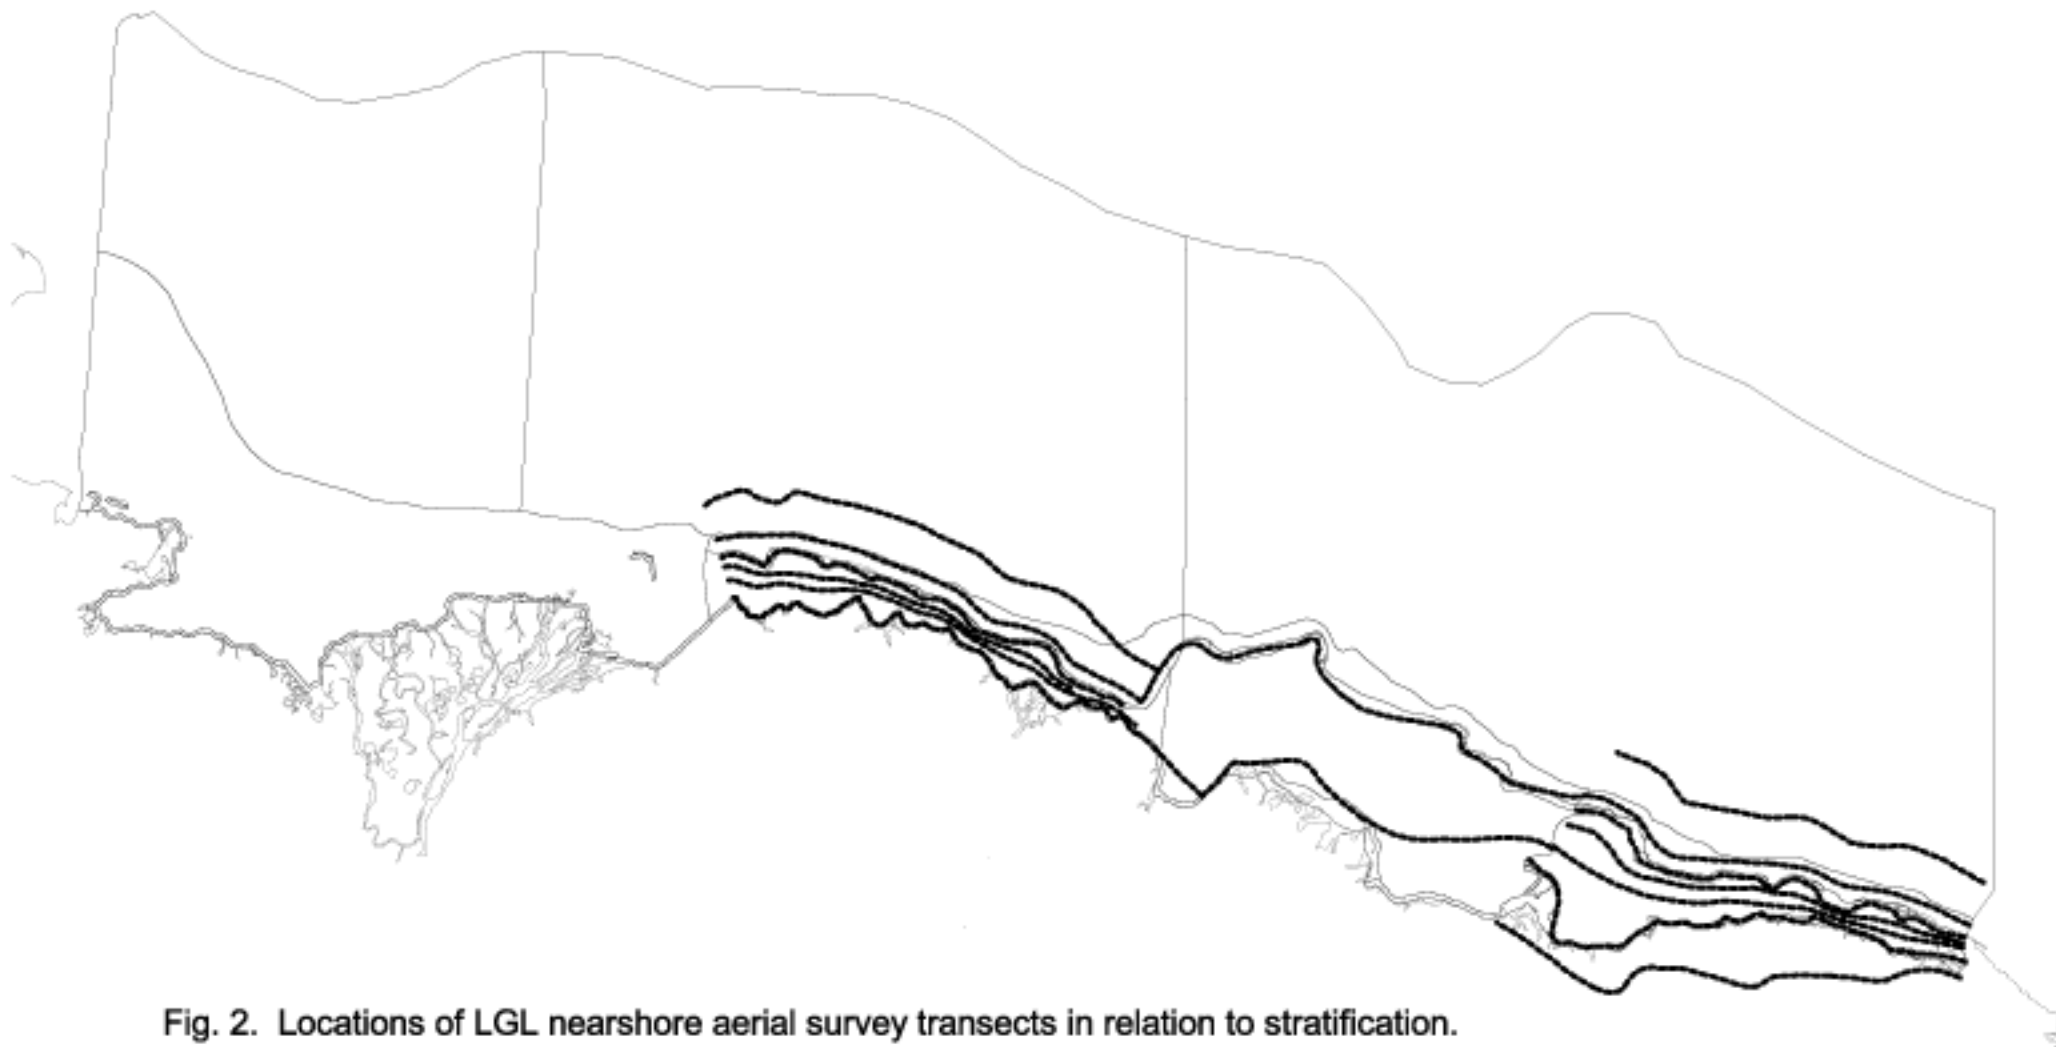 Fig. 2. Locations of LGL nearshore aerial survey transects in relation to stratification.